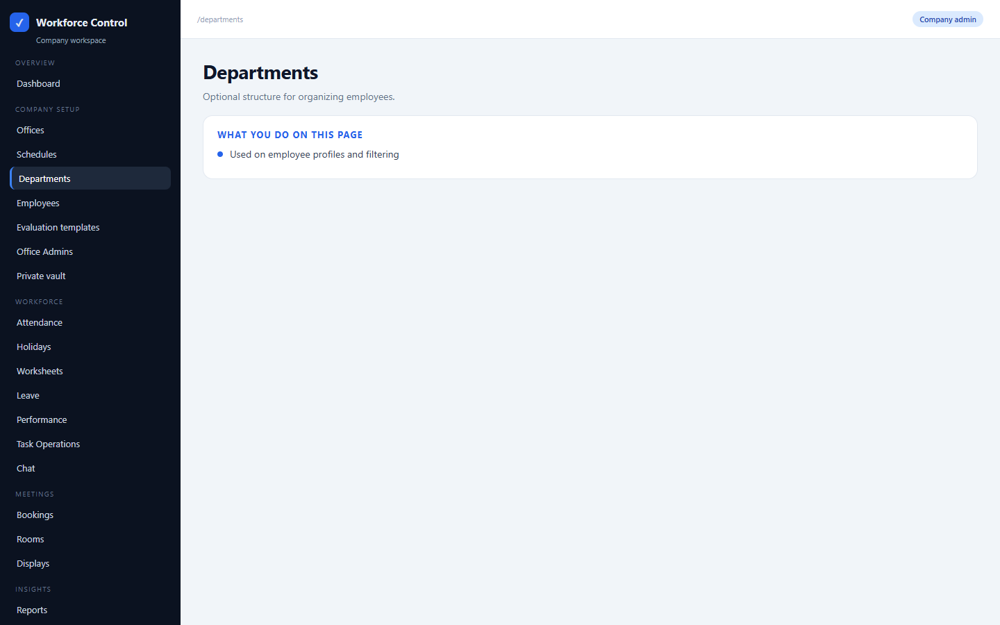 Workforce Control
Company workspace
OVERVIEW
Dashboard
COMPANY SETUP
Offices
Schedules
Departments
Employees
Evaluation templates
Office Admins
Private vault
WORKFORCE
Attendance
Holidays
Worksheets
Leave
Performance
Task Operations
Chat
MEETINGS
Bookings
Rooms
Displays
INSIGHTS
Reports
/departments
Company admin
Departments
Optional structure for organizing employees.
WHAT YOU DO ON THIS PAGE
Used on employee profiles and filtering